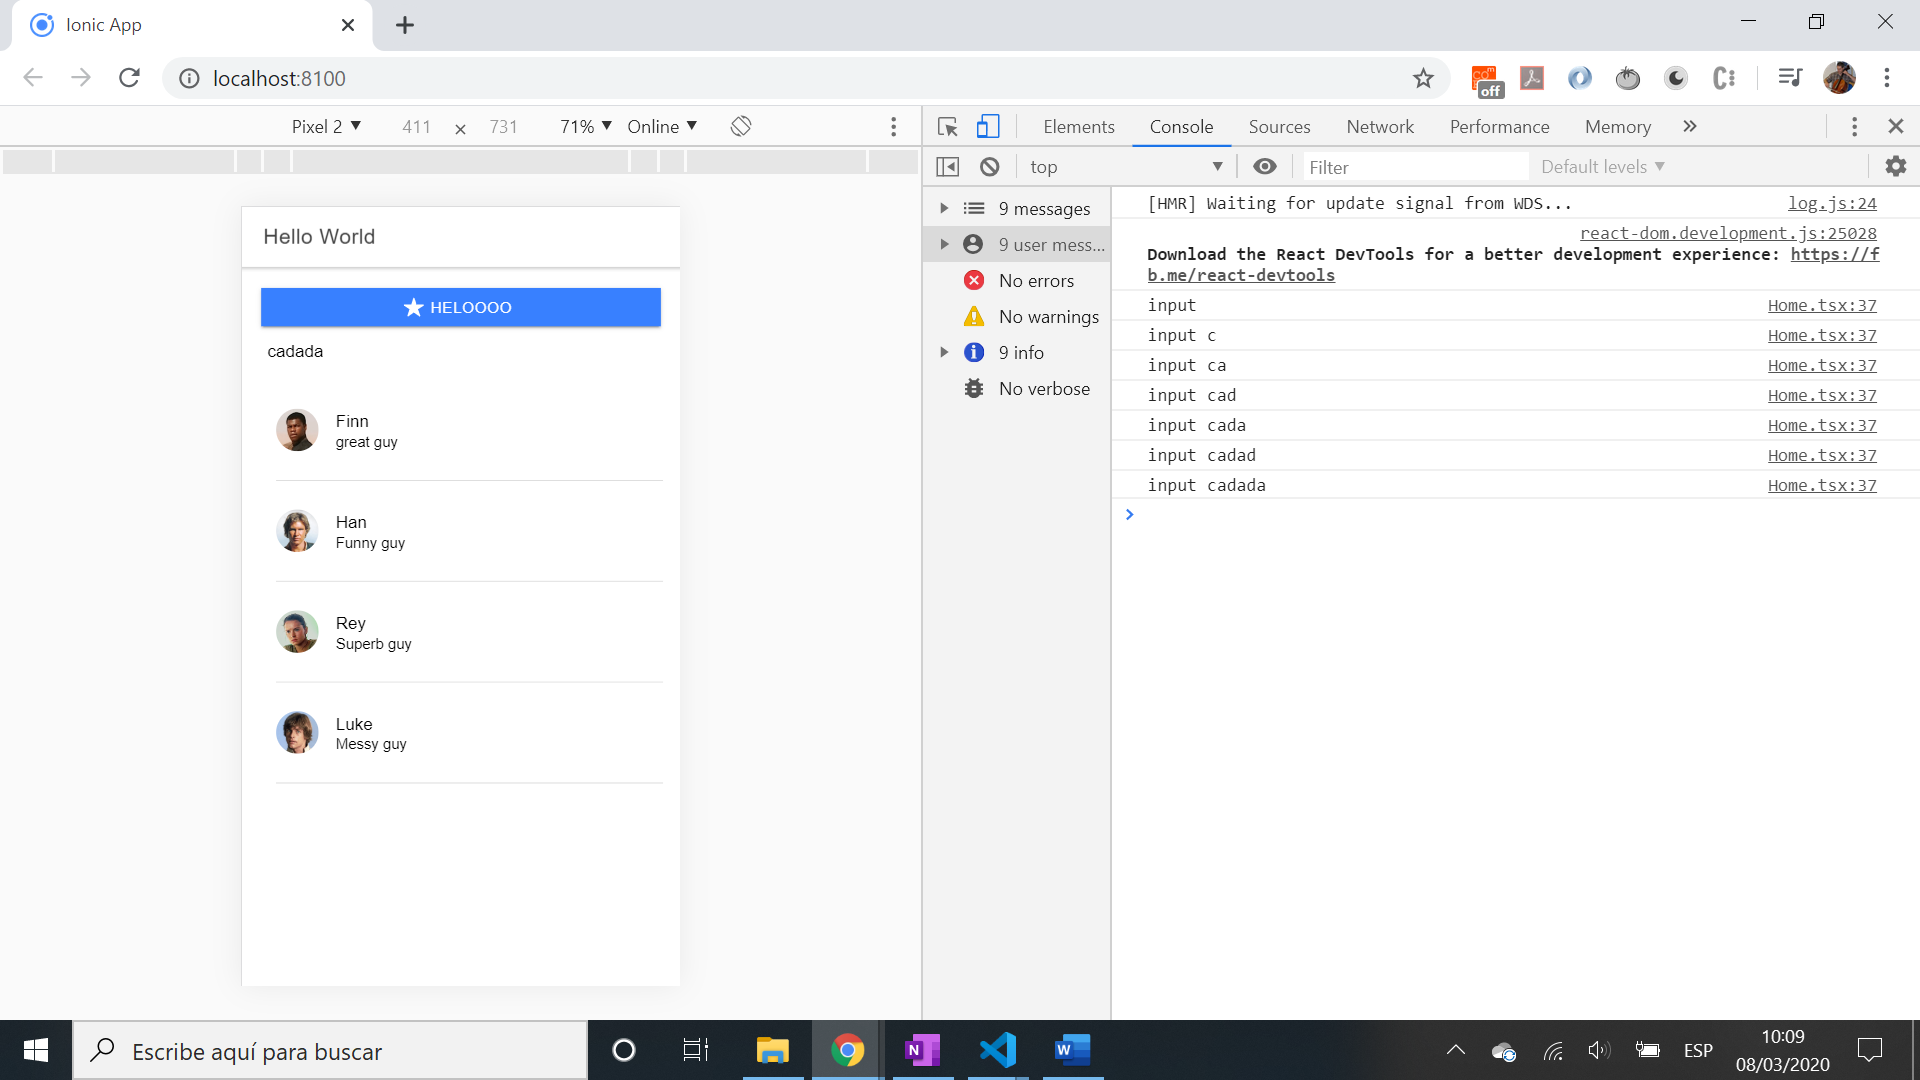 Ionic App
localhost:8100
off
Pixel 2 411 × 731 71% Online
Elements Console Sources Network Performance Memory
top Filter Default levels
Hello World
HELOOOO
cadada
Finn
great guy
Han
Funny guy
Rey
Superb guy
Luke
Messy guy
9 messages
9 user mess...
No errors
No warnings
9 info
No verbose
[HMR] Waiting for update signal from WDS... log.js:24
react-dom.development.js:25028
Download the React DevTools for a better development experience: https://f
b.me/react-devtools
input Home.tsx:37
input c Home.tsx:37
input ca Home.tsx:37
input cad Home.tsx:37
input cada Home.tsx:37
input cadad Home.tsx:37
input cadada Home.tsx:37
Escribe aquí para buscar
N
W
ESP
10:09
08/03/2020